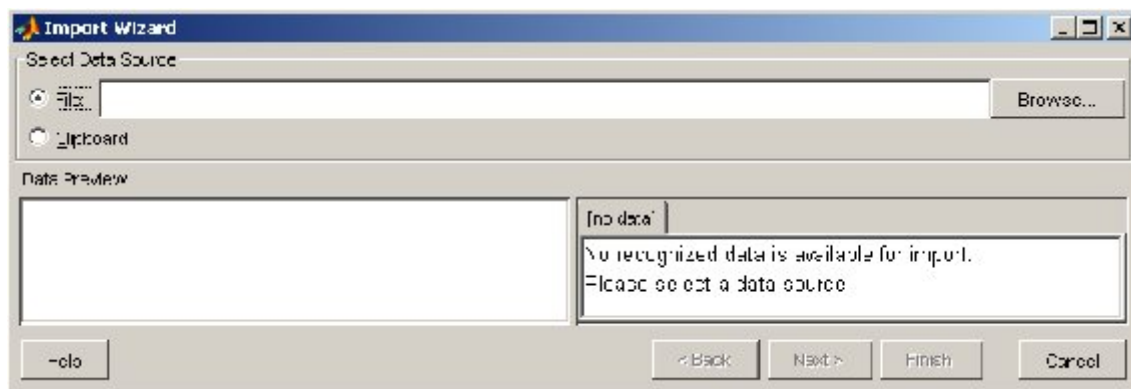 Import Wizard
Select Data Source
File:
Browse...
Clipboard
Data Preview
[no data]
No recognized data is available for import.
Please select a data source
Help
< Back
Next >
Finish
Cancel